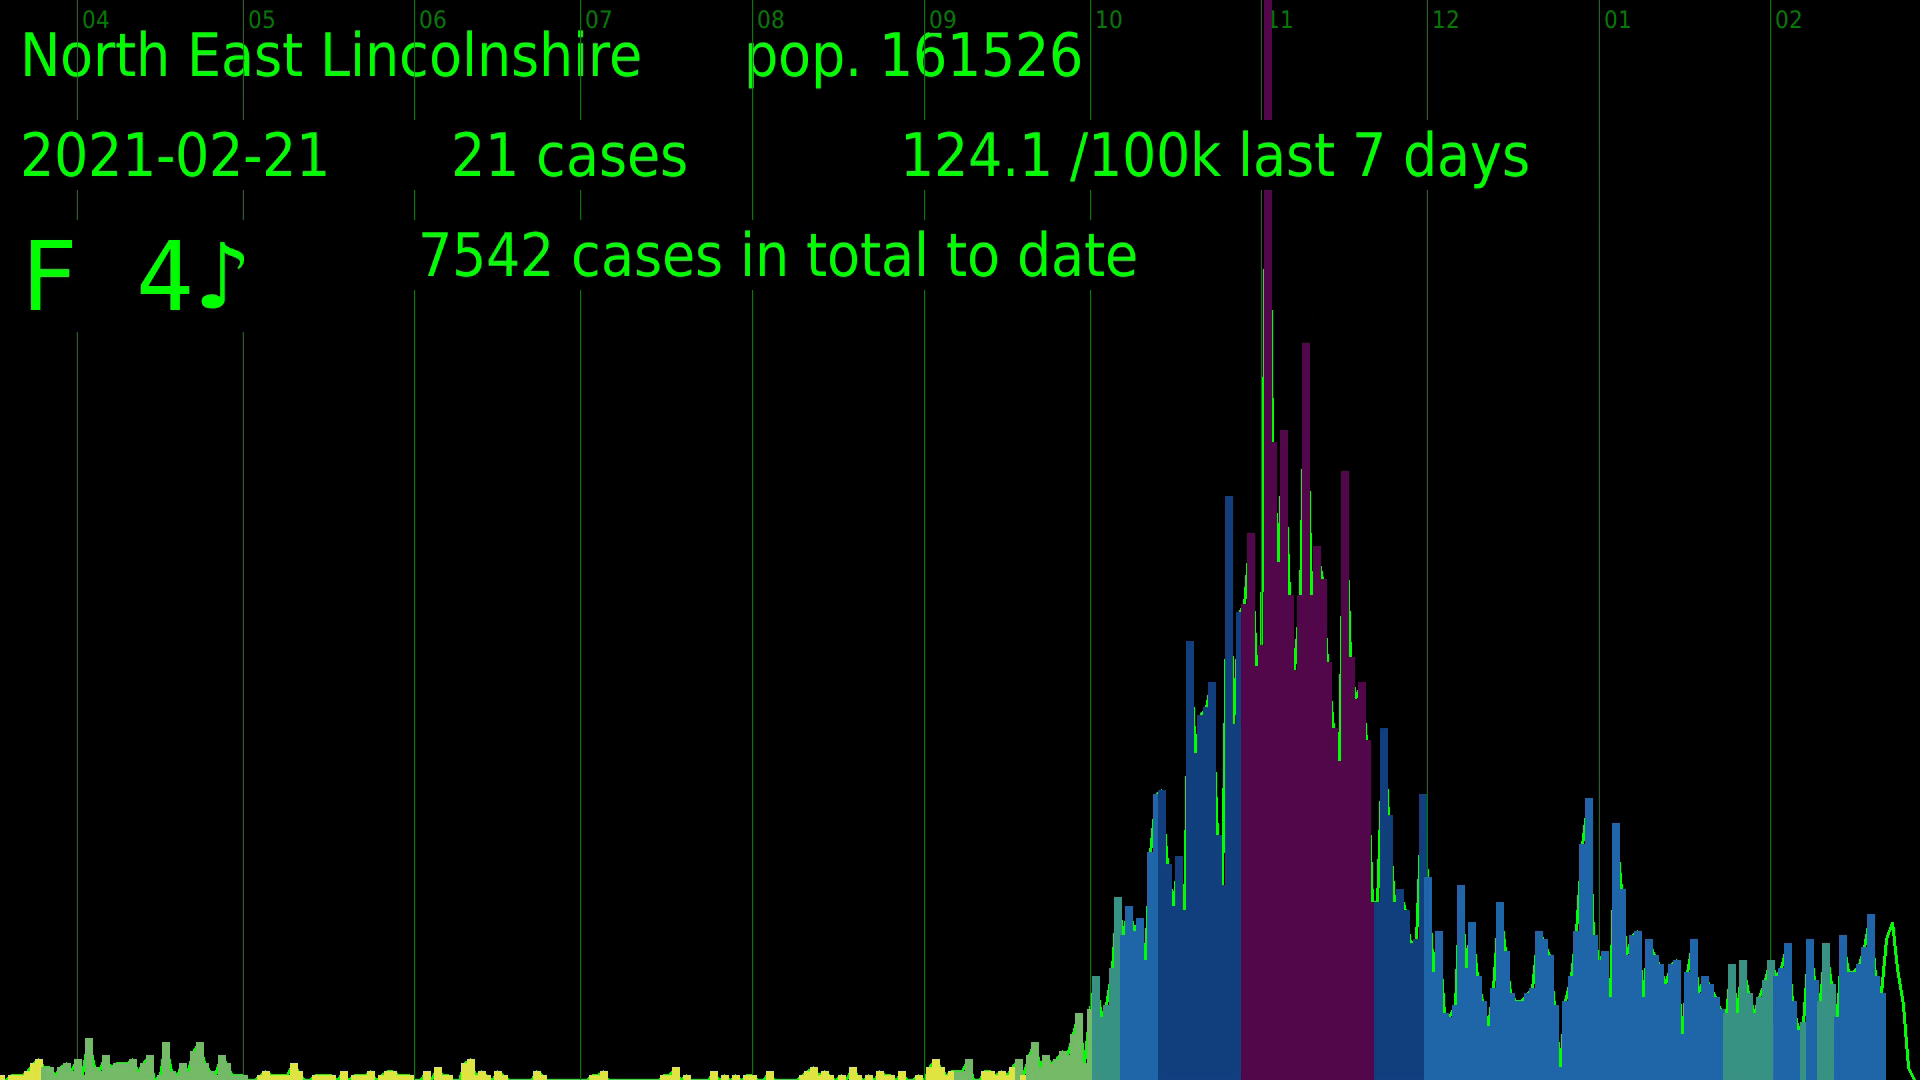 04 05 06 07 08 09 10 11 12 01 02
North East Lincolnshire pop. 161526
2021-02-21 21 cases 124.1 /100k last 7 days
F 4♪ 7542 cases in total to date